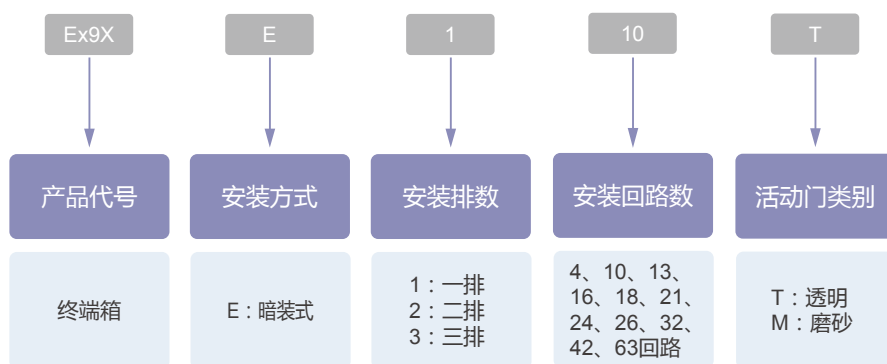 Ex9X
E
1
10
T
产品代号
安装方式
安装排数
安装回路数
活动门类别
终端箱
E：暗装式
1：一排
2：二排
3：三排
4、10、13、
16、18、21、
24、26、32、
42、63回路
T：透明
M：磨砂